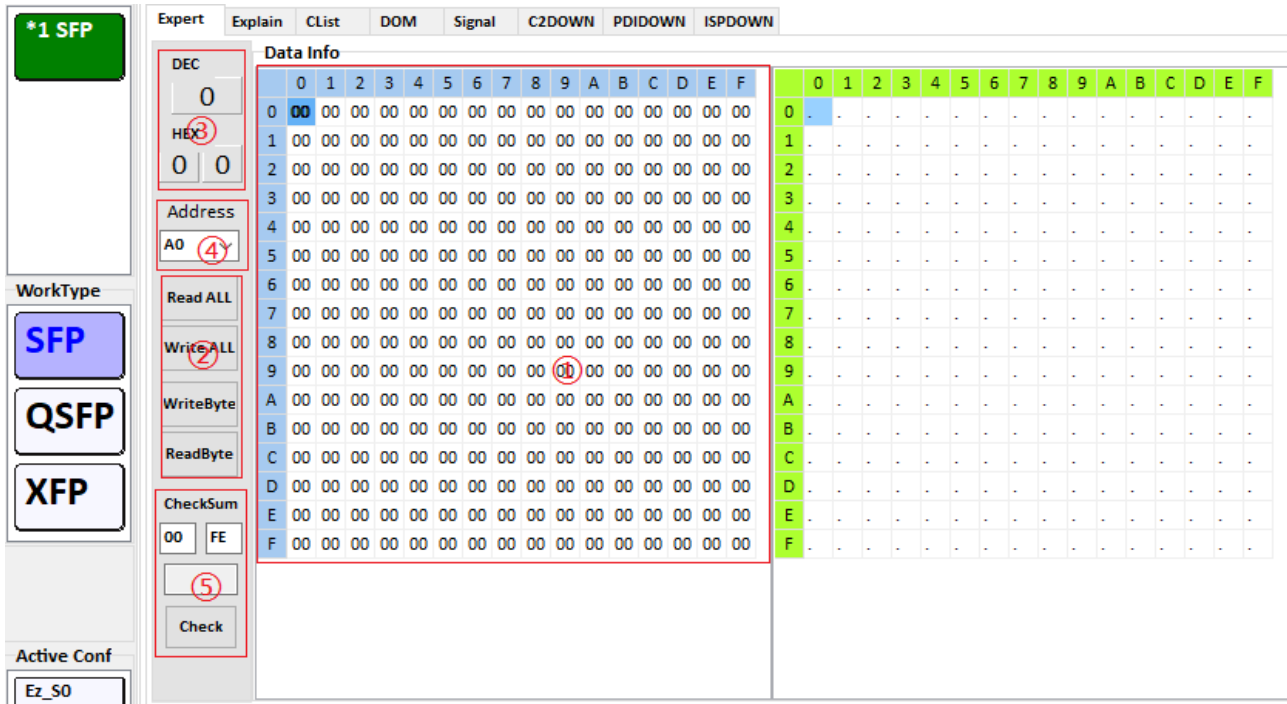 *1 SFP
WorkType
SFP
QSFP
XFP
Active Conf
Ez_S0
Expert Explain CList DOM Signal C2DOWN PDIDOWN ISPDOWN
DEC
0
HEX
③
0 0
Address
A0
④
Read ALL
Write ALL
②
WriteByte
ReadByte
CheckSum
00 FE
⑤
Check
Data Info
0 1 2 3 4 5 6 7 8 9 A B C D E F
0 00 00 00 00 00 00 00 00 00 00 00 00 00 00 00 00
1 00 00 00 00 00 00 00 00 00 00 00 00 00 00 00 00
2 00 00 00 00 00 00 00 00 00 00 00 00 00 00 00 00
3 00 00 00 00 00 00 00 00 00 00 00 00 00 00 00 00
4 00 00 00 00 00 00 00 00 00 00 00 00 00 00 00 00
5 00 00 00 00 00 00 00 00 00 00 00 00 00 00 00 00
6 00 00 00 00 00 00 00 00 00 00 00 00 00 00 00 00
7 00 00 00 00 00 00 00 00 00 00 00 00 00 00 00 00
8 00 00 00 00 00 00 00 00 00 00 00 00 00 00 00 00
9 00 00 00 00 00 00 00 00 00 00 00 00 00 00 00 00
①
A 00 00 00 00 00 00 00 00 00 00 00 00 00 00 00 00
B 00 00 00 00 00 00 00 00 00 00 00 00 00 00 00 00
C 00 00 00 00 00 00 00 00 00 00 00 00 00 00 00 00
D 00 00 00 00 00 00 00 00 00 00 00 00 00 00 00 00
E 00 00 00 00 00 00 00 00 00 00 00 00 00 00 00 00
F 00 00 00 00 00 00 00 00 00 00 00 00 00 00 00 00
0 1 2 3 4 5 6 7 8 9 A B C D E F
0 . . . . . . . . . . . . . . . .
1 . . . . . . . . . . . . . . . .
2 . . . . . . . . . . . . . . . .
3 . . . . . . . . . . . . . . . .
4 . . . . . . . . . . . . . . . .
5 . . . . . . . . . . . . . . . .
6 . . . . . . . . . . . . . . . .
7 . . . . . . . . . . . . . . . .
8 . . . . . . . . . . . . . . . .
9 . . . . . . . . . . . . . . . .
A . . . . . . . . . . . . . . . .
B . . . . . . . . . . . . . . . .
C . . . . . . . . . . . . . . . .
D . . . . . . . . . . . . . . . .
E . . . . . . . . . . . . . . . .
F . . . . . . . . . . . . . . . .